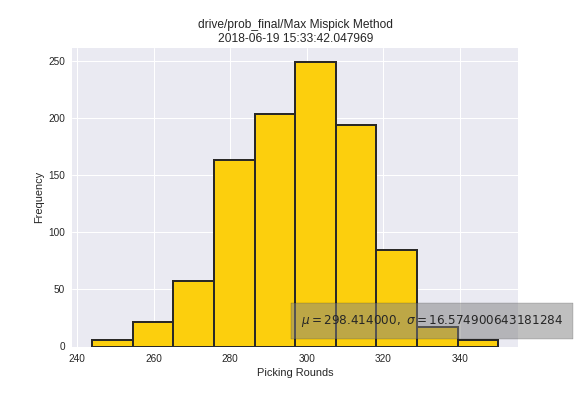 drive/prob_final/Max Mispick Method
2018-06-19 15:33:42.047969
250
200
150
100
50
0
Frequency
μ=298.414000, σ=16.574900643181284
240 260 280 300 320 340
Picking Rounds